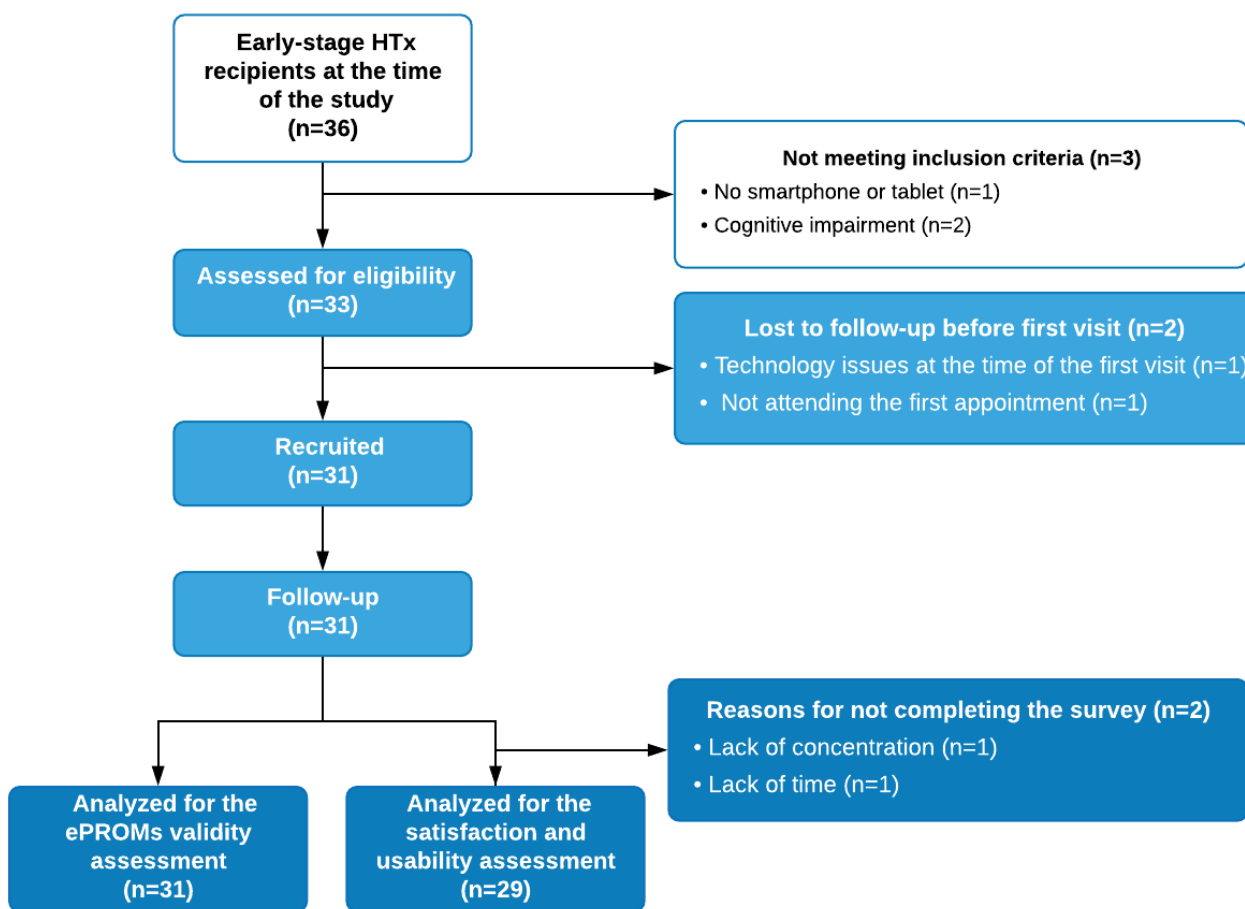 Early-stage HTx
recipients at the time
of the study
(n=36)
Not meeting inclusion criteria (n=3)
• No smartphone or tablet (n=1)
• Cognitive impairment (n=2)
Assessed for eligibility
(n=33)
Lost to follow-up before first visit (n=2)
• Technology issues at the time of the first visit (n=1)
• Not attending the first appointment (n=1)
Recruited
(n=31)
Follow-up
(n=31)
Reasons for not completing the survey (n=2)
• Lack of concentration (n=1)
• Lack of time (n=1)
Analyzed for the
ePROMs validity
assessment
(n=31)
Analyzed for the
satisfaction and
usability assessment
(n=29)